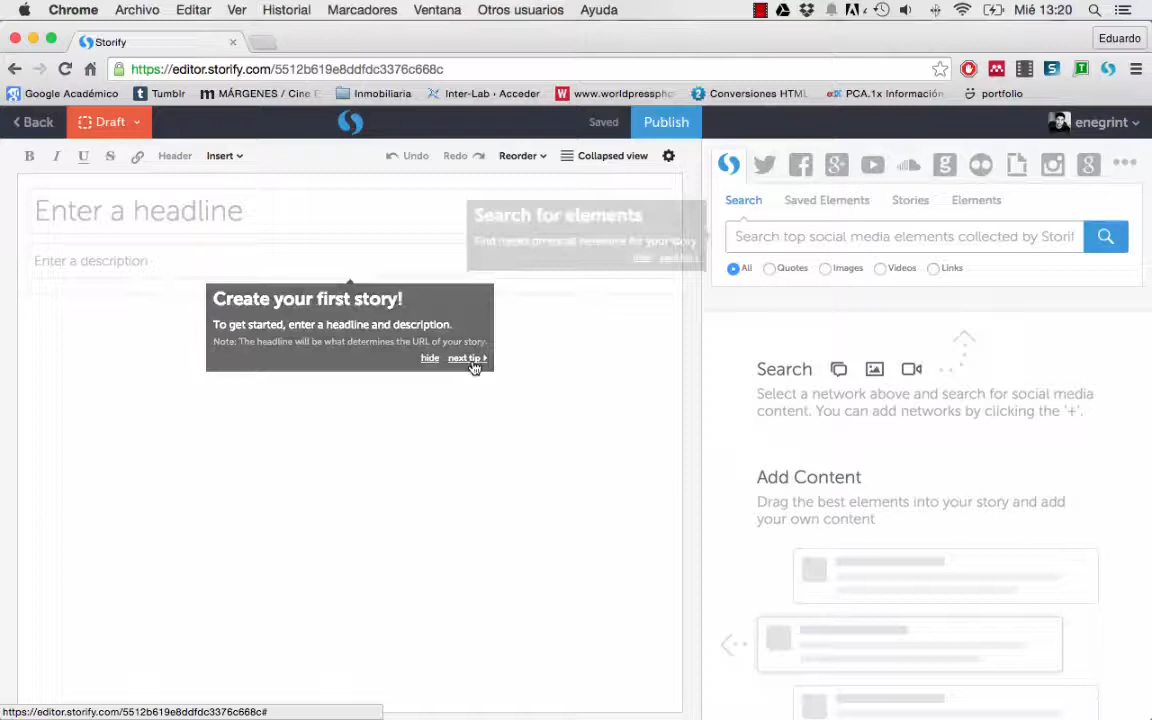 Chrome Archivo Editar Ver Historial Marcadores Ventana Otros usuarios Ayuda Mié 13:20
Storify Eduardo
https://editor.storify.com/5512b619e8ddfdc3376c668c
Google Académico Tumblr MÁRGENES / Cine E Inmobiliaria Inter-Lab • Acceder www.worldpresspho Conversiones HTML PCA.1x Información portfolio
Back Draft Saved Publish enegrint
B I U S Header Insert Undo Redo Reorder Collapsed view
Search Saved Elements Stories Elements
Enter a headline
Search for elements
Search top social media elements collected by Storif
Enter a description
All Quotes Images Videos Links
Create your first story!
To get started, enter a headline and description.
Note: The headline will be what determines the URL of your story.
hide next tip
Search
Select a network above and search for social media
content. You can add networks by clicking the '+'.
Add Content
Drag the best elements into your story and add
your own content
https://editor.storify.com/5512b619e8ddfdc3376c668c#